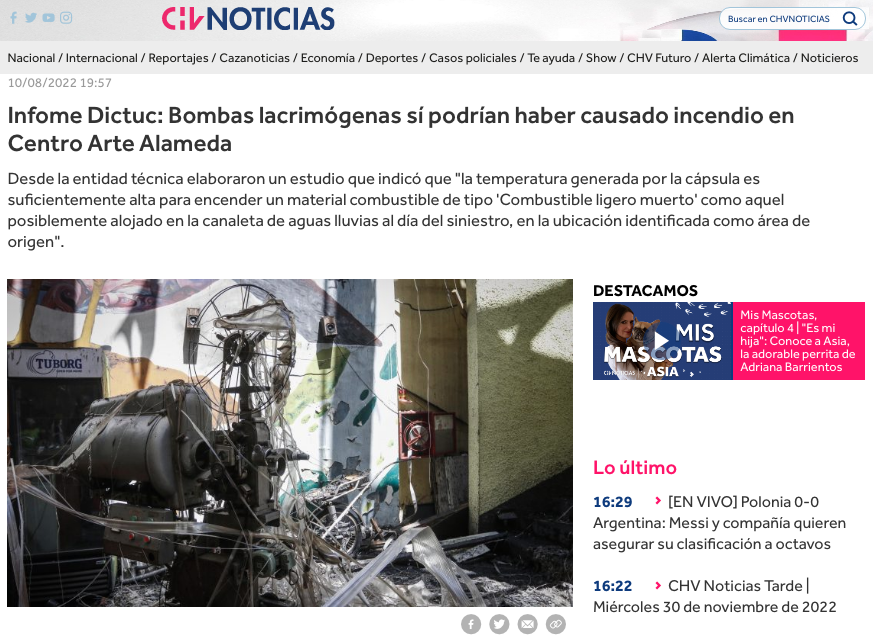 CHV NOTICIAS
Buscar en CHVNOTICIAS
Nacional / Internacional / Reportajes / Cazanoticias / Economía / Deportes / Casos policiales / Te ayuda / Show / CHV Futuro / Alerta Climática / Noticieros
10/08/2022 19:57
Infome Dictuc: Bombas lacrimógenas sí podrían haber causado incendio en
Centro Arte Alameda
Desde la entidad técnica elaboraron un estudio que indicó que "la temperatura generada por la cápsula es
suficientemente alta para encender un material combustible de tipo 'Combustible ligero muerto' como aquel
posiblemente alojado en la canaleta de aguas lluvias al día del siniestro, en la ubicación identificada como área de
origen".
TUBORG
DESTACAMOS
MIS
MASCOTAS
CHV NOTICIAS
ASIA
Mis Mascotas,
capítulo 4 | "Es mi
hija": Conoce a Asia,
la adorable perrita de
Adriana Barrientos
Lo último
16:29 [EN VIVO] Polonia 0-0
Argentina: Messi y compañía quieren
asegurar su clasificación a octavos
16:22 CHV Noticias Tarde |
Miércoles 30 de noviembre de 2022